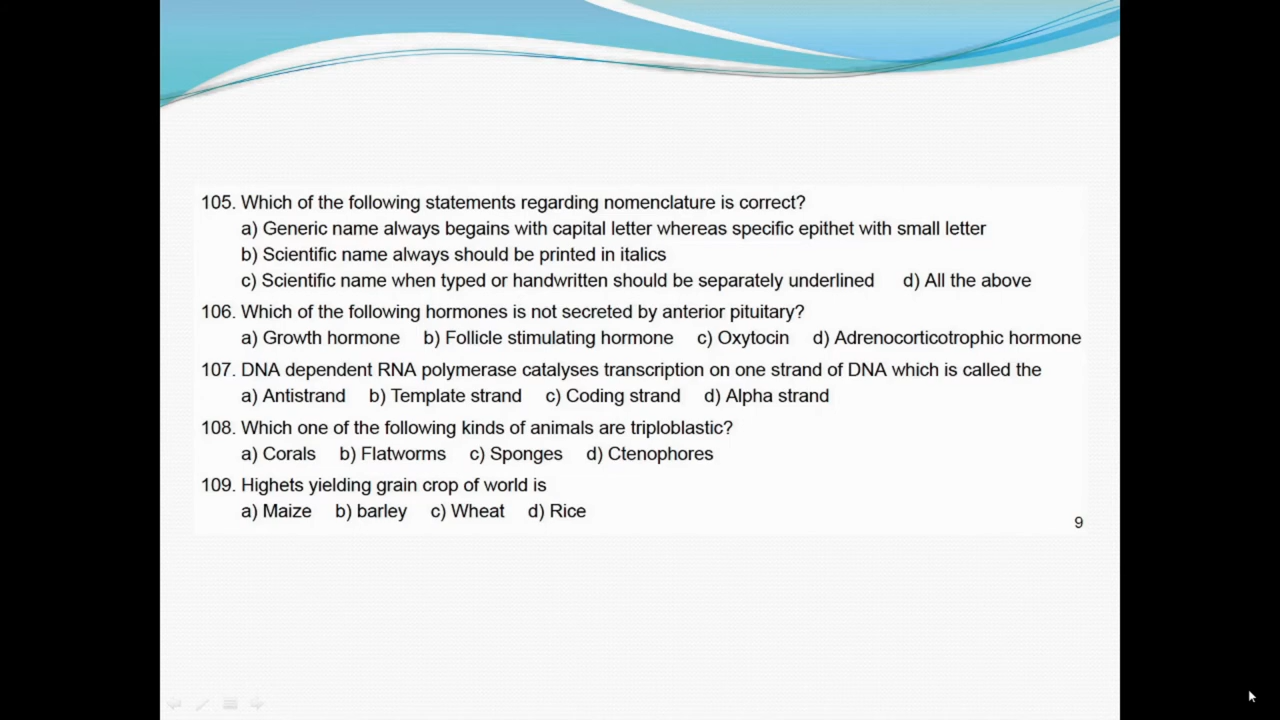 105. Which of the following statements regarding nomenclature is correct?
a) Generic name always begains with capital letter whereas specific epithet with small letter
b) Scientific name always should be printed in italics
c) Scientific name when typed or handwritten should be separately underlined d) All the above
106. Which of the following hormones is not secreted by anterior pituitary?
a) Growth hormone b) Follicle stimulating hormone c) Oxytocin d) Adrenocorticotrophic hormone
107. DNA dependent RNA polymerase catalyses transcription on one strand of DNA which is called the
a) Antistrand b) Template strand c) Coding strand d) Alpha strand
108. Which one of the following kinds of animals are triploblastic?
a) Corals b) Flatworms c) Sponges d) Ctenophores
109. Highets yielding grain crop of world is
a) Maize b) barley c) Wheat d) Rice
9